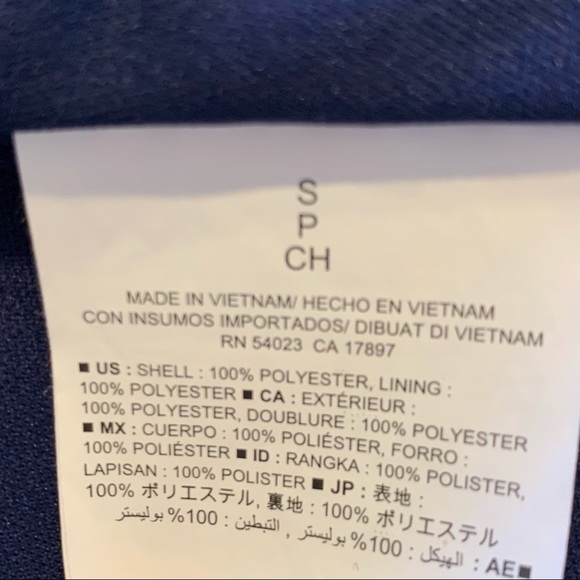 S
P
CH
MADE IN VIETNAM/ HECHO EN VIETNAM
CON INSUMOS IMPORTADOS/ DIBUAT DI VIETNAM
RN 54023 CA 17897
■ US : SHELL : 100% POLYESTER, LINING :
100% POLYESTER ■ CA : EXTÉRIEUR :
100% POLYESTER, DOUBLURE : 100% POLYESTER
■ MX : CUERPO : 100% POLIÉSTER, FORRO :
100% POLIÉSTER ■ ID : RANGKA : 100% POLISTER,
LAPISAN : 100% POLISTER ■ JP : 表地 :
100% ポリエステル, 裏地 : 100% ポリエステル
■ AE : الهيكل : 100% بوليستر , التبطين : 100% بوليستر